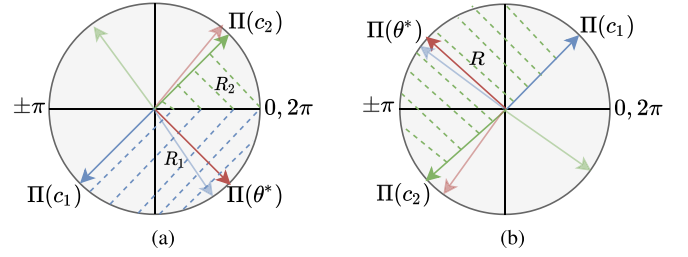 Π(c₂)
R₂
±π
0, 2π
R₁
Π(c₁)
Π(θ*)
(a)
Π(θ*)
Π(c₁)
R
±π
0, 2π
Π(c₂)
(b)